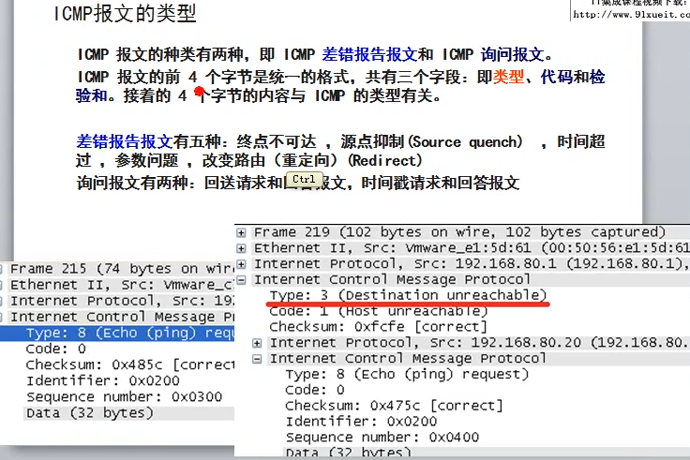 IT集成课程视频下载:
http://www.91xueit.com
ICMP报文的类型
ICMP 报文的种类有两种，即 ICMP 差错报告报文和 ICMP 询问报文。
ICMP 报文的前 4 个字节是统一的格式，共有三个字段：即类型、代码和检
验和。接着的 4 个字节的内容与 ICMP 的类型有关。
差错报告报文有五种：终点不可达 ，源点抑制(Source quench) ，时间超
过 ，参数问题 ，改变路由（重定向）(Redirect)
询问报文有两种：回送请求和回答报文，时间戳请求和回答报文
Ctrl
Frame 215 (74 bytes on wire
Ethernet II, Src: Vmware_c
Internet Protocol, Src: 192
Internet Control Message P
Type: 8 (Echo (ping) requ
Code: 0
Checksum: 0x485c [correct
Identifier: 0x0200
Sequence number: 0x0300
Data (32 bytes)
Frame 219 (102 bytes on wire, 102 bytes captured)
Ethernet II, Src: Vmware_e1:5d:61 (00:50:56:e1:5d:61)
Internet Protocol, Src: 192.168.80.1 (192.168.80.1),
Internet Control Message Protocol
Type: 3 (Destination unreachable)
Code: 1 (Host unreachable)
Checksum: 0xfcfe [correct]
Internet Protocol, Src: 192.168.80.20 (192.168.80.
Internet Control Message Protocol
Type: 8 (Echo (ping) request)
Code: 0
Checksum: 0x475c [correct]
Identifier: 0x0200
Sequence number: 0x0400
Data (32 bytes)